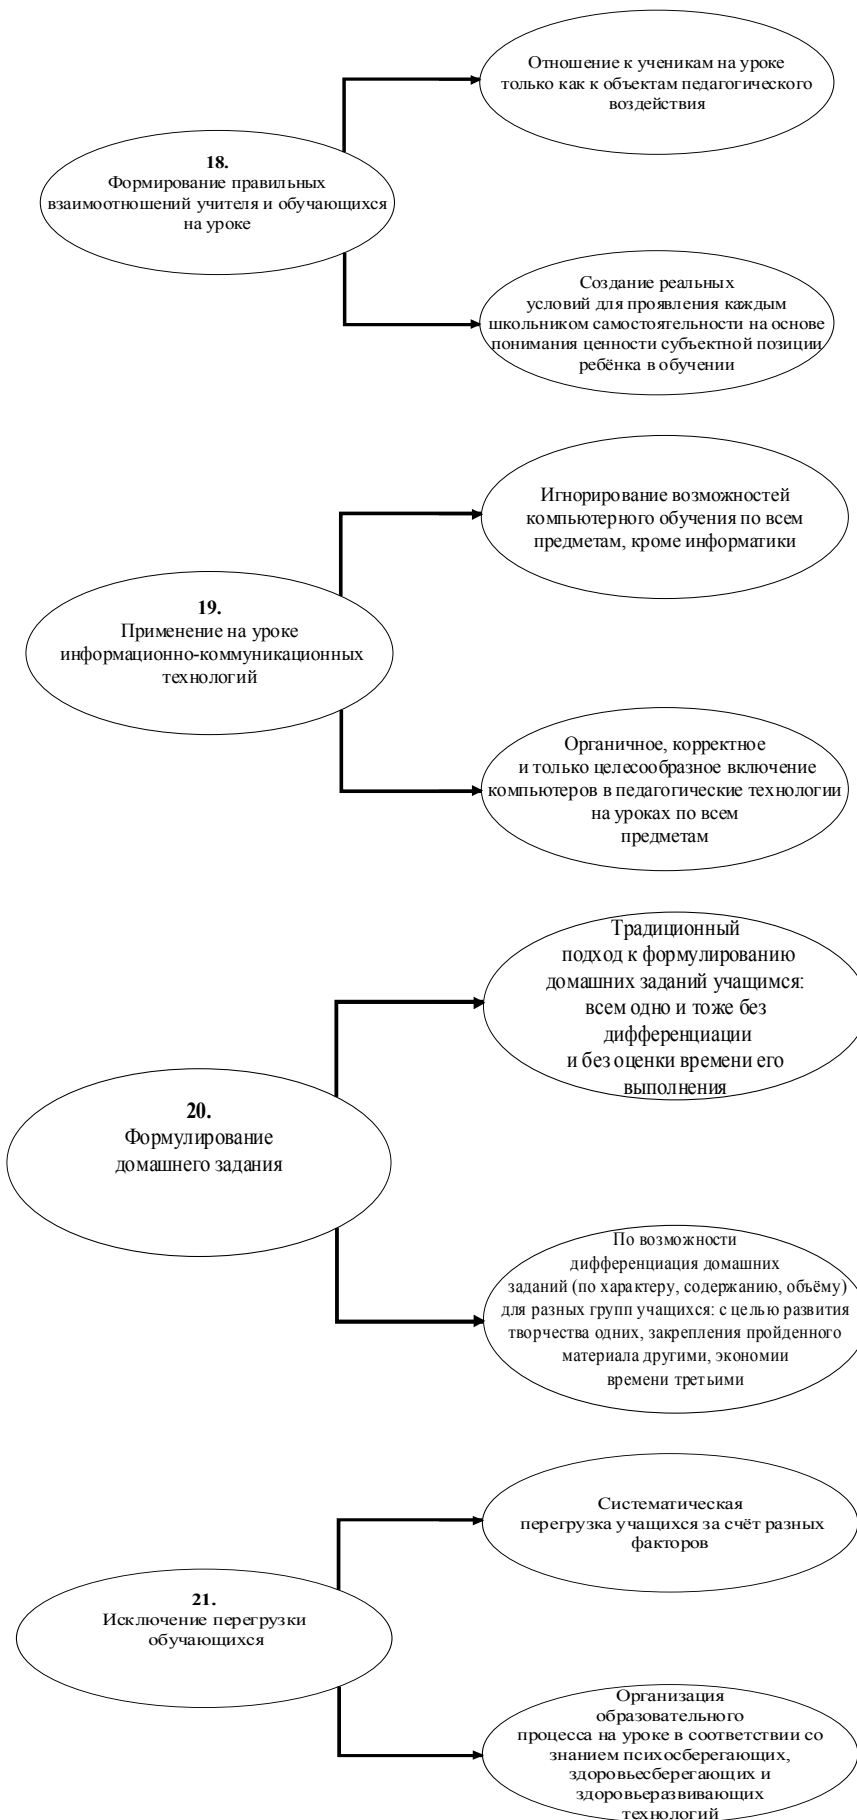 Отношение к ученикам на уроке
только как к объектам педагогического
воздействия
18.
Формирование правильных
взаимоотношений учителя и обучающихся
на уроке
Создание реальных
условий для проявления каждым
школьником самостоятельности на основе
понимания ценности субъектной позиции
ребёнка в обучении
Игнорирование возможностей
компьютерного обучения по всем
предметам, кроме информатики
19.
Применение на уроке
информационно-коммуникационных
технологий
Органичное, корректное
и только целесообразное включение
компьютеров в педагогические технологии
на уроках по всем
предметам
Традиционный
подход к формулированию
домашних заданий учащимся:
всем одно и тоже без
дифференциации
и без оценки времени его
выполнения
20.
Формулирование
домашнего задания
По возможности
дифференциация домашних
заданий (по характеру, содержанию, объёму)
для разных групп учащихся: с целью развития
творчества одних, закрепления пройденного
материала другими, экономии
времени третьими
Систематическая
перегрузка учащихся за счёт разных
факторов
21.
Исключение перегрузки
обучающихся
Организация
образовательного
процесса на уроке в соответствии со
знанием психосберегающих,
здоровьесберегающих и
здоровьеразвивающих
технологий